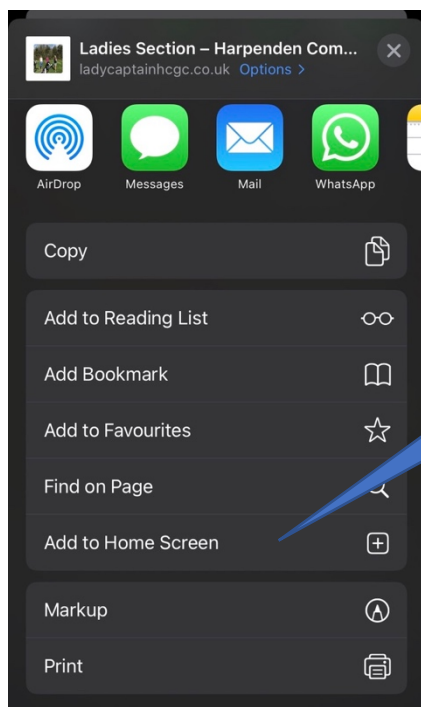 Ladies Section – Harpenden Com...
ladycaptainhcgc.co.uk Options >
AirDrop Messages Mail WhatsApp
Copy
Add to Reading List
Add Bookmark
Add to Favourites
Find on Page
Add to Home Screen
Markup
Print